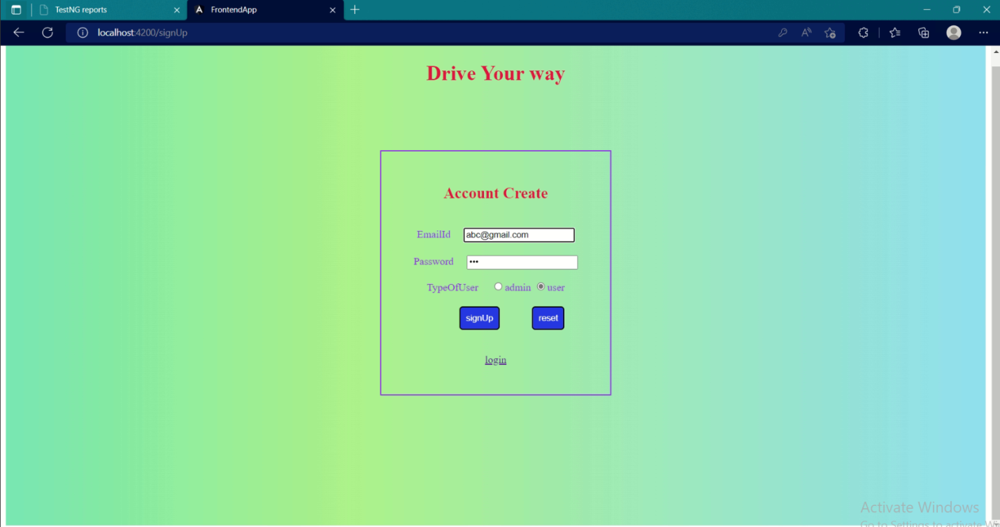 TestNG reports
FrontendApp
localhost:4200/signUp
Drive Your way
Account Create
EmailId abc@gmail.com
Password •••
TypeOfUser admin user
signUp reset
login
Activate Windows
Go to Settings to activate Wi